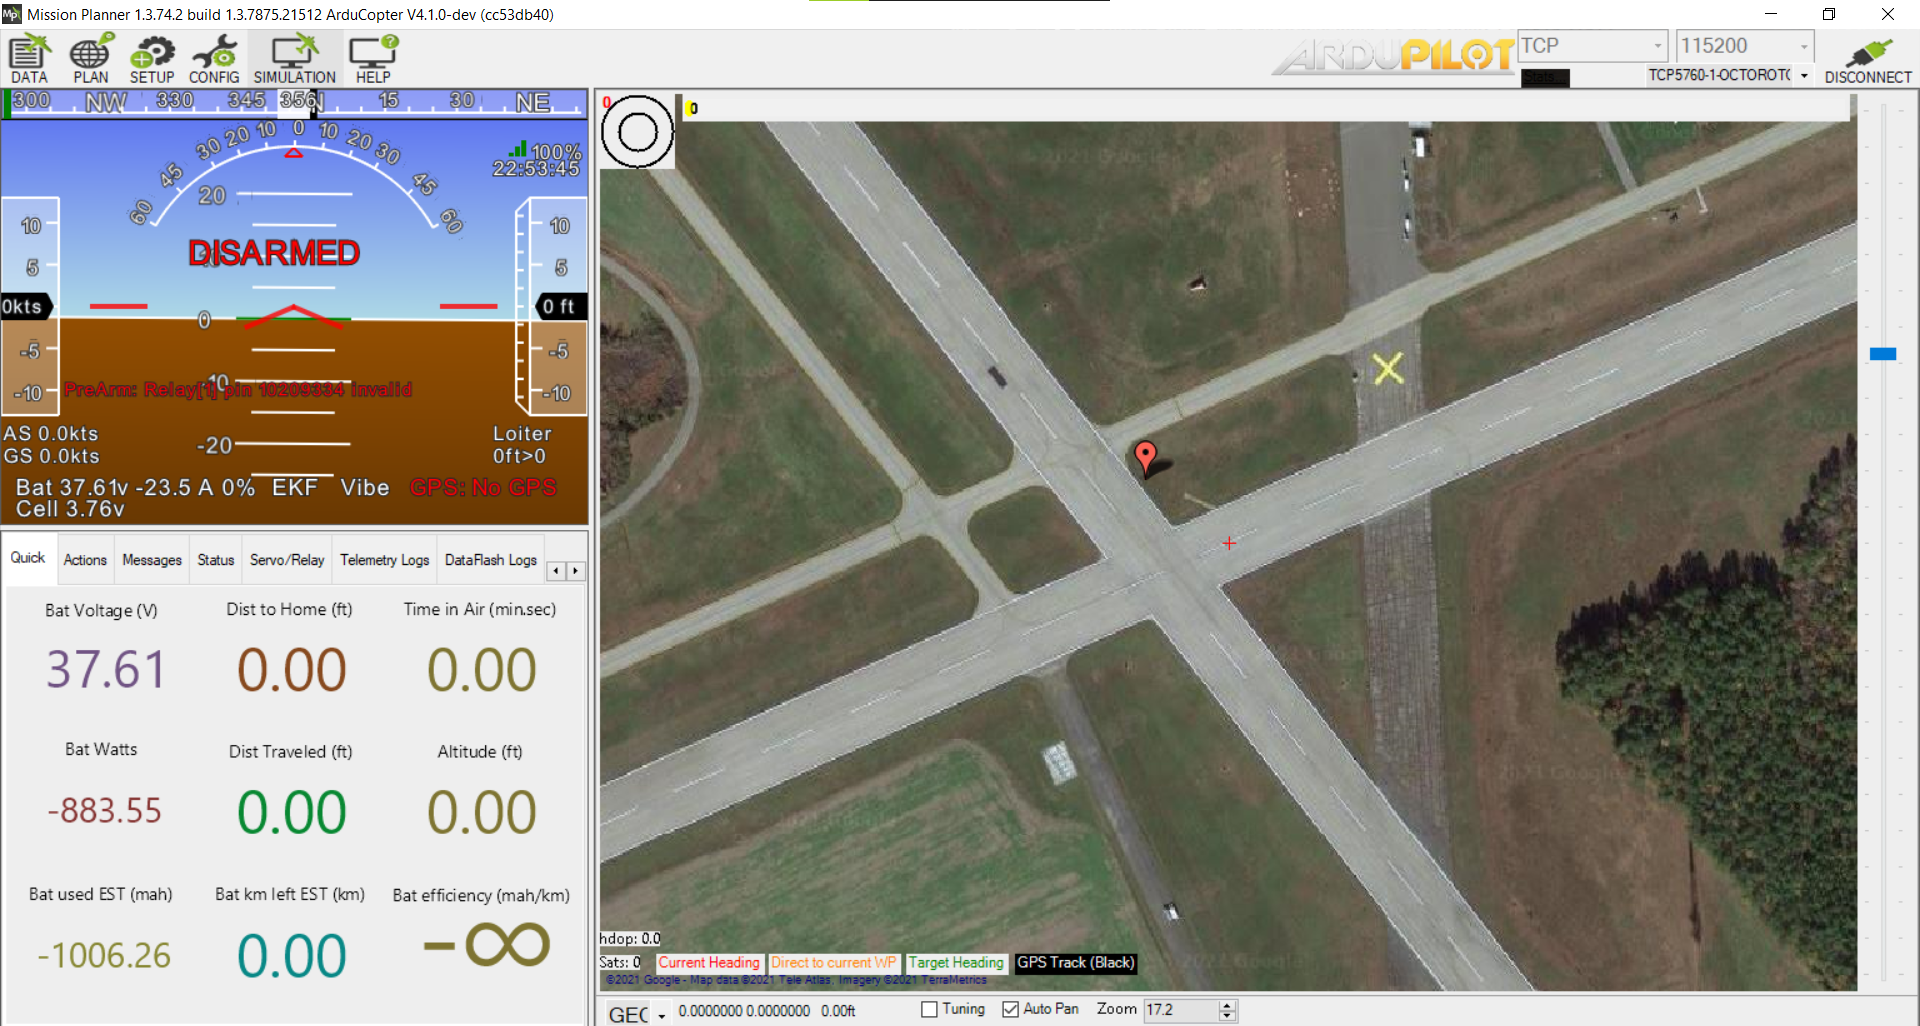 Mission Planner 1.3.74.2 build 1.3.7875.21512 ArduCopter V4.1.0-dev (cc53db40)
DATA PLAN SETUP CONFIG SIMULATION HELP
ARDUPILOT
TCP 115200
Stats...
TCP5760-1-OCTOROT(
DISCONNECT
300 NW 330 345 356 N 15 30 NE
60 45 30 20 10 0 10 20 30 45 60
100%
22:53:45
20
10 10
DISARMED
5 5
0kts 0 ft
0
-5 -5
-10 -10
PreArm: Relay[1] pin 10209334 invalid
-10
AS 0.0kts Loiter
GS 0.0kts -20 0ft>0
Bat 37.61v -23.5 A 0% EKF Vibe GPS: No GPS
Cell 3.76v
Quick Actions Messages Status Servo/Relay Telemetry Logs DataFlash Logs
Bat Voltage (V) Dist to Home (ft) Time in Air (min.sec)
37.61 0.00 0.00
Bat Watts Dist Traveled (ft) Altitude (ft)
-883.55 0.00 0.00
Bat used EST (mah) Bat km left EST (km) Bat efficiency (mah/km)
-1006.26 0.00 -∞
0 0
hdop: 0.0
Sats: 0 Current Heading Direct to current WP Target Heading GPS Track (Black)
©2021 Google - Map data ©2021 Tele Atlas, Imagery ©2021 TerraMetrics
GEO 0.0000000 0.0000000 0.00ft Tuning Auto Pan Zoom 17.2